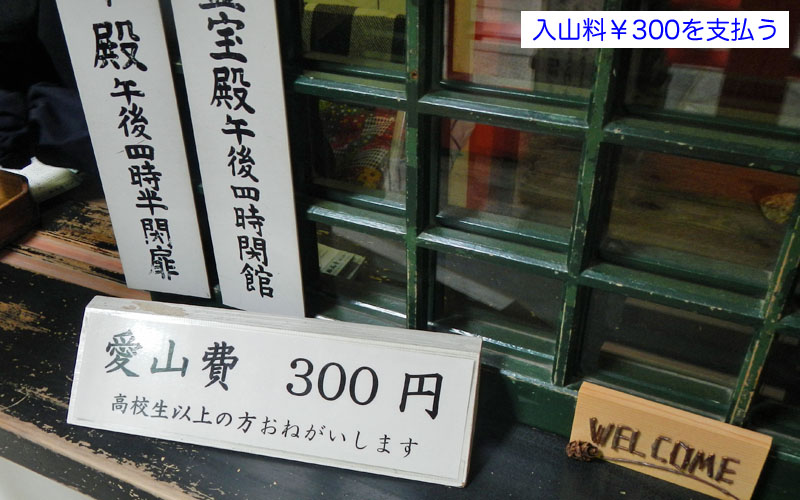 入山料￥300を支払う
殿午後四時半閉扉
宝殿午後四時閉館
愛山費 300円
高校生以上の方おねがいします
WELCOME